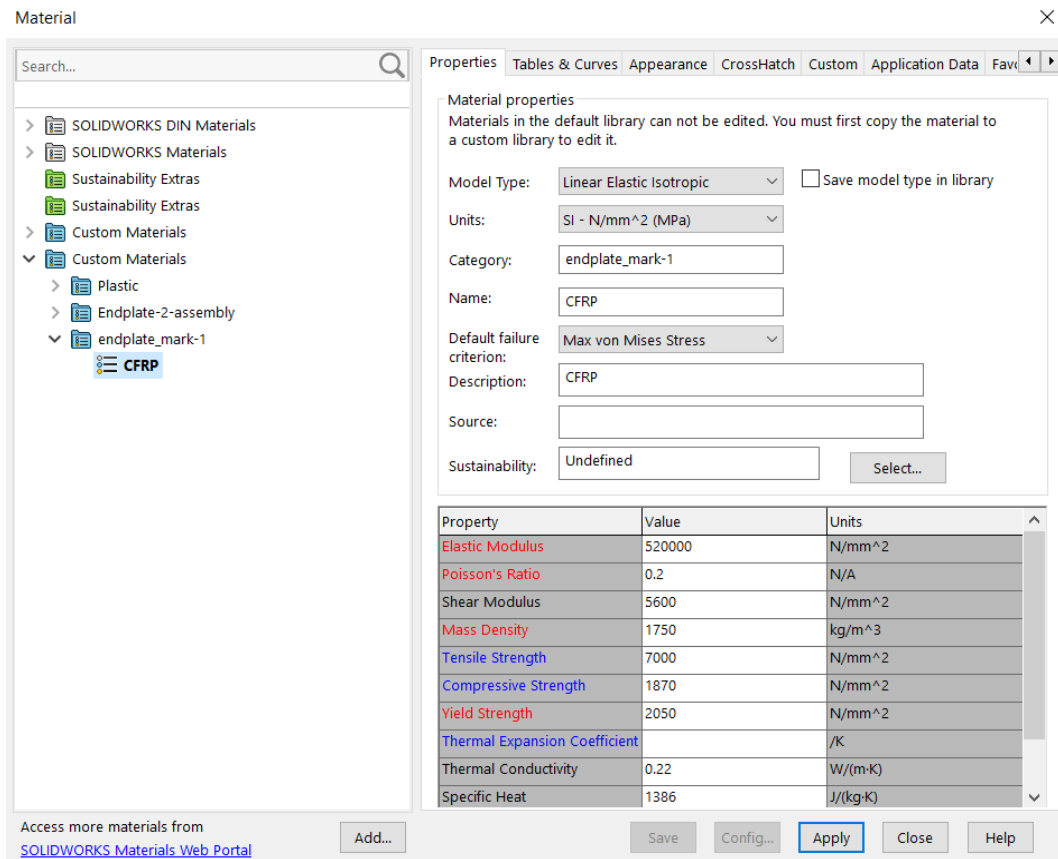 Material
Search...
SOLIDWORKS DIN Materials
SOLIDWORKS Materials
Sustainability Extras
Sustainability Extras
Custom Materials
Custom Materials
Plastic
Endplate-2-assembly
endplate_mark-1
CFRP
Access more materials from
SOLIDWORKS Materials Web Portal
Add...
Properties Tables & Curves Appearance CrossHatch Custom Application Data Favo
Material properties
Materials in the default library can not be edited. You must first copy the material to
a custom library to edit it.
Model Type: Linear Elastic Isotropic Save model type in library
Units: SI - N/mm^2 (MPa)
Category: endplate_mark-1
Name: CFRP
Default failure
criterion: Max von Mises Stress
Description: CFRP
Source:
Sustainability: Undefined Select...
Property Value Units
Elastic Modulus 520000 N/mm^2
Poisson's Ratio 0.2 N/A
Shear Modulus 5600 N/mm^2
Mass Density 1750 kg/m^3
Tensile Strength 7000 N/mm^2
Compressive Strength 1870 N/mm^2
Yield Strength 2050 N/mm^2
Thermal Expansion Coefficient /K
Thermal Conductivity 0.22 W/(m·K)
Specific Heat 1386 J/(kg·K)
Save Config... Apply Close Help